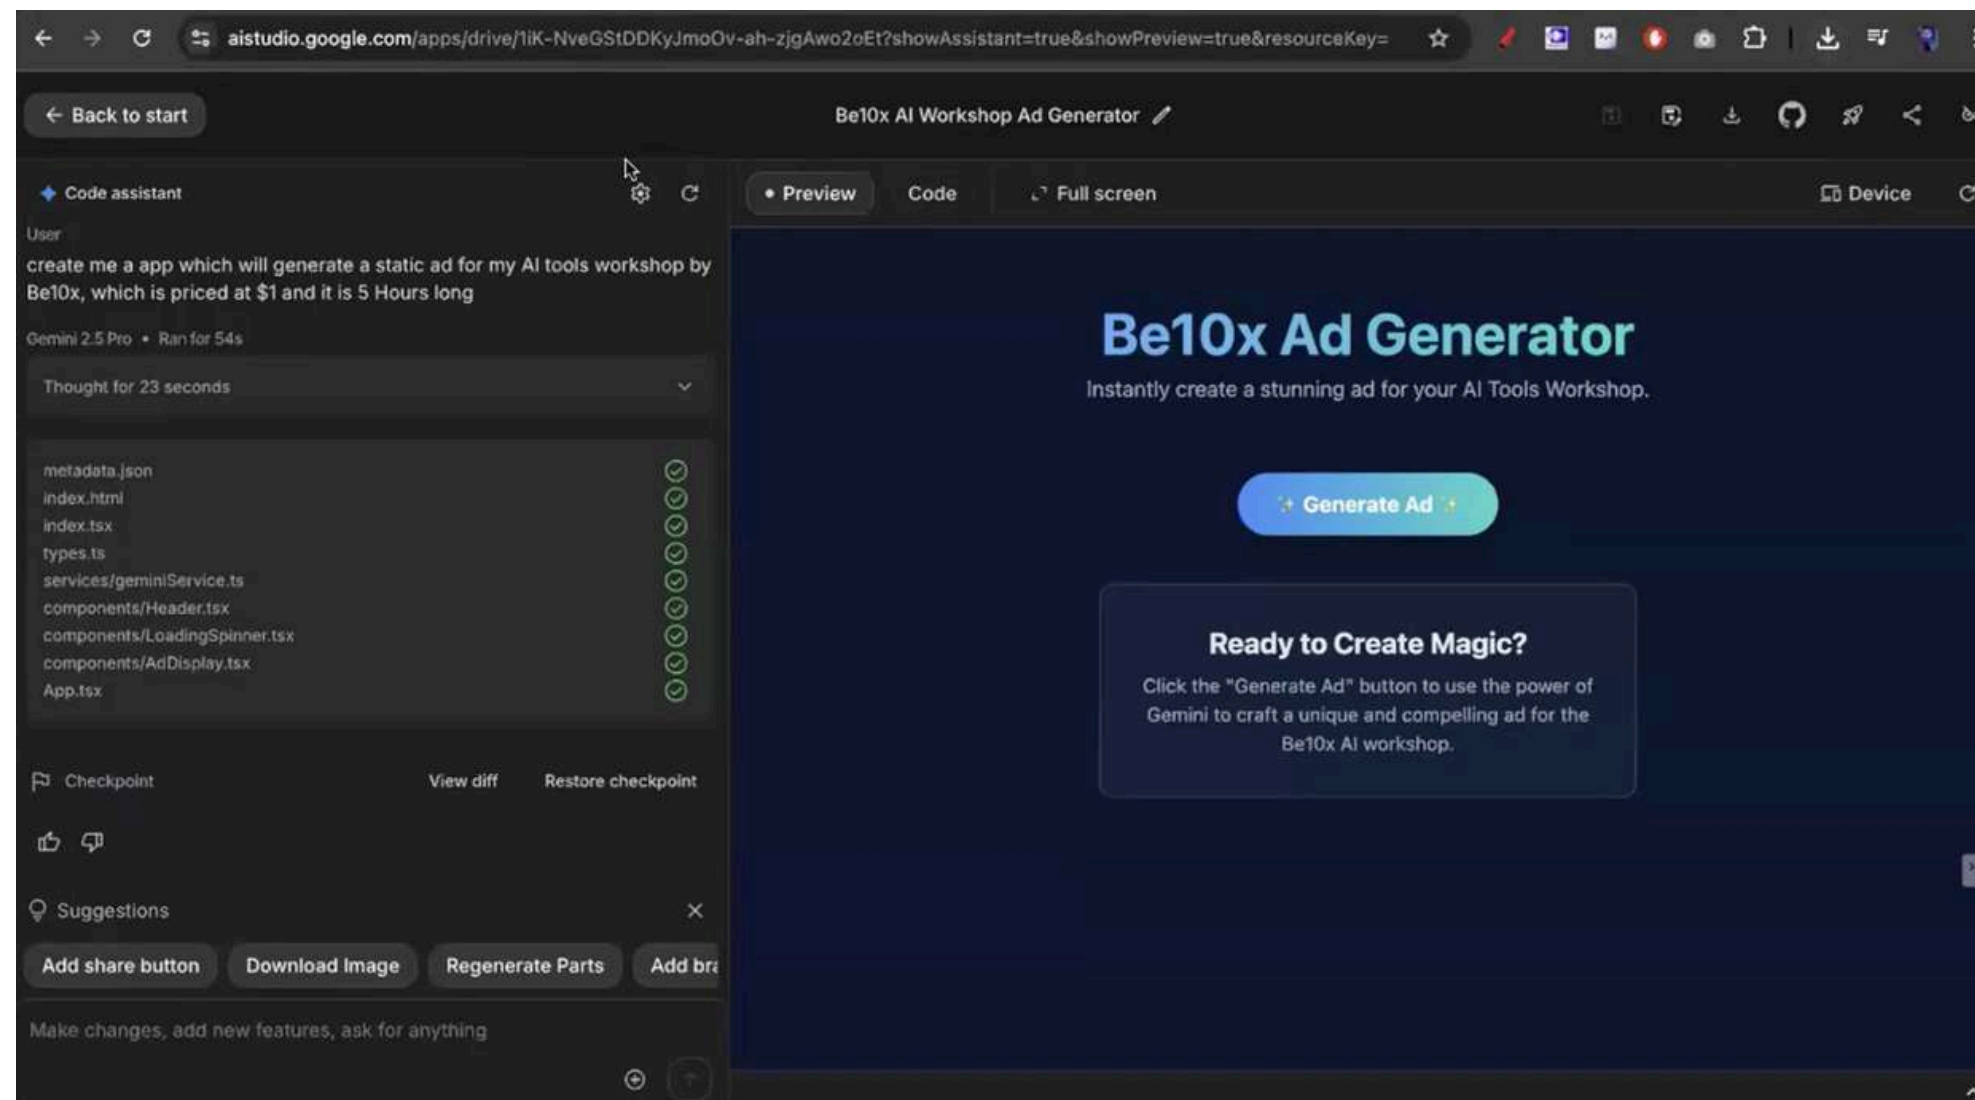 aistudio.google.com/apps/drive/1iK-NveGStDDKyJmoOv-ah-zjgAwo2oEt?showAssistant=true&showPreview=true&resourceKey=
Back to start
Be10x AI Workshop Ad Generator
Code assistant
Preview
Code
Full screen
Device
User
create me a app which will generate a static ad for my AI tools workshop by
Be10x, which is priced at $1 and it is 5 Hours long
Gemini 2.5 Pro • Ran for 54s
Thought for 23 seconds
metadata.json
index.html
index.tsx
types.ts
services/geminiService.ts
components/Header.tsx
components/LoadingSpinner.tsx
components/AdDisplay.tsx
App.tsx
Checkpoint
View diff
Restore checkpoint
Suggestions
Add share button
Download Image
Regenerate Parts
Add bra
Make changes, add new features, ask for anything
Be10x Ad Generator
Instantly create a stunning ad for your AI Tools Workshop.
✨ Generate Ad ✨
Ready to Create Magic?
Click the "Generate Ad" button to use the power of
Gemini to craft a unique and compelling ad for the
Be10x AI workshop.